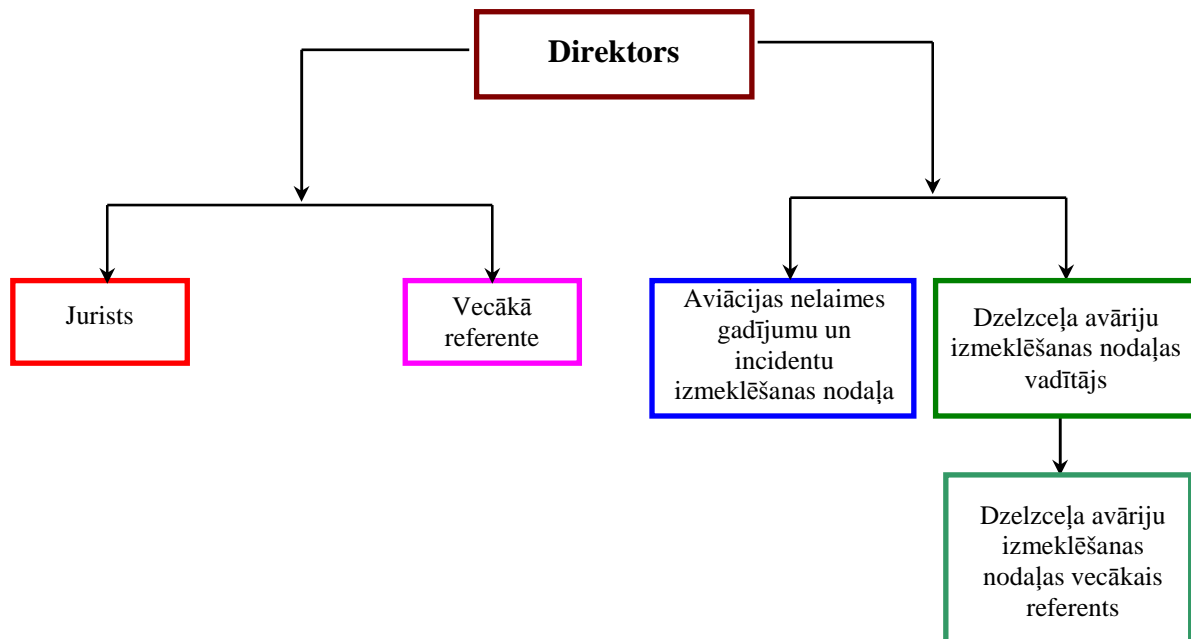 Direktors
Jurists
Vecākā
referente
Aviācijas nelaimes
gadījumu un
incidentu
izmeklēšanas nodaļa
Dzelzceļa avāriju
izmeklēšanas nodaļas
vadītājs
Dzelzceļa avāriju
izmeklēšanas
nodaļas vecākais
referents